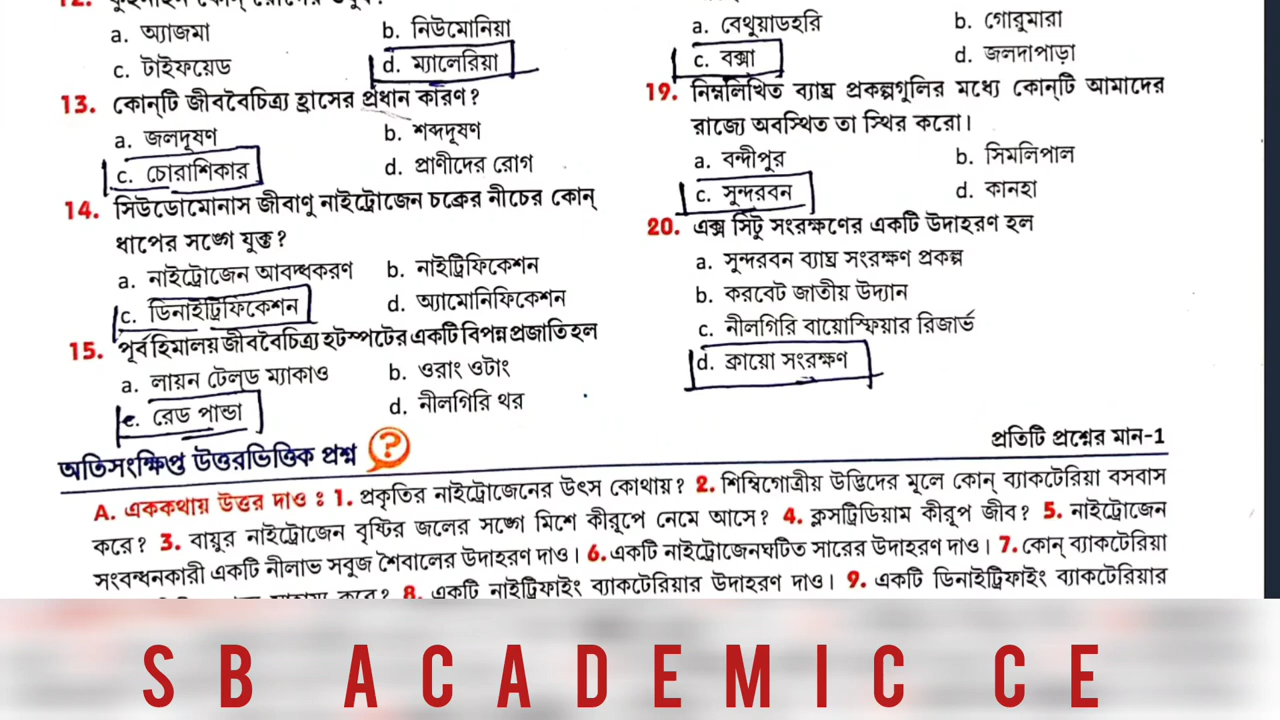 a. অ্যাজমা b. নিউমোনিয়া
c. টাইফয়েড d. ম্যালেরিয়া
13. কোন্‌টি জীববৈচিত্র্য হ্রাসের প্রধান কারণ?
a. জলদূষণ b. শব্দদূষণ
c. চোরাশিকার d. প্রাণীদের রোগ
14. সিউডোমোনাস জীবাণু নাইট্রোজেন চক্রের নীচের কোন্
ধাপের সঙ্গে যুক্ত?
a. নাইট্রোজেন আবদ্ধকরণ b. নাইট্রিফিকেশন
c. ডিনাইট্রিফিকেশন d. অ্যামোনিফিকেশন
15. পূর্ব হিমালয় জীববৈচিত্র্য হটস্পটের একটি বিপন্ন প্রজাতি হল
a. লায়ন টেল্‌ড ম্যাকাও b. ওরাং ওটাং
c. রেড পান্ডা d. নীলগিরি থর
a. বেথুয়াডহরি b. গোরুমারা
c. বক্সা d. জলদাপাড়া
19. নিম্নলিখিত ব্যাঘ্র প্রকল্পগুলির মধ্যে কোন্‌টি আমাদের
রাজ্যে অবস্থিত তা স্থির করো।
a. বন্দীপুর b. সিমলিপাল
c. সুন্দরবন d. কানহা
20. এক্স সিটু সংরক্ষণের একটি উদাহরণ হল
a. সুন্দরবন ব্যাঘ্র সংরক্ষণ প্রকল্প
b. করবেট জাতীয় উদ্যান
c. নীলগিরি বায়োস্ফিয়ার রিজার্ভ
d. ক্রায়ো সংরক্ষণ
অতিসংক্ষিপ্ত উত্তরভিত্তিক প্রশ্ন ? প্রতিটি প্রশ্নের মান-1
A. এককথায় উত্তর দাও : 1. প্রকৃতির নাইট্রোজেনের উৎস কোথায়? 2. শিম্বিগোত্রীয় উদ্ভিদের মূলে কোন্ ব্যাকটেরিয়া বসবাস
করে? 3. বায়ুর নাইট্রোজেন বৃষ্টির জলের সঙ্গে মিশে কীরূপে নেমে আসে? 4. ক্লসট্রিডিয়াম কীরূপ জীব? 5. নাইট্রোজেন
সংবন্ধনকারী একটি নীলাভ সবুজ শৈবালের উদাহরণ দাও। 6. একটি নাইট্রোজেনঘটিত সারের উদাহরণ দাও। 7. কোন্ ব্যাকটেরিয়া
করে? 8. একটি নাইট্রিফাইং ব্যাকটেরিয়ার উদাহরণ দাও। 9. একটি ডিনাইট্রিফাইং ব্যাকটেরিয়ার
SB ACADEMIC CE